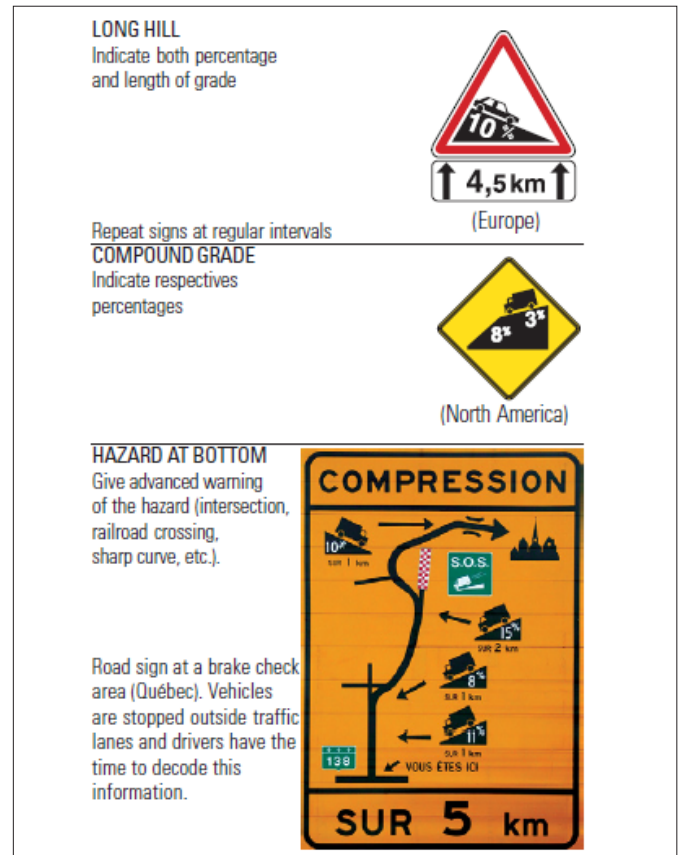 LONG HILL
Indicate both percentage
and length of grade
10%
4,5 km
(Europe)
Repeat signs at regular intervals
COMPOUND GRADE
Indicate respectives
percentages
8% 3%
(North America)
HAZARD AT BOTTOM
Give advanced warning
of the hazard (intersection,
railroad crossing,
sharp curve, etc.).
Road sign at a brake check
area (Québec). Vehicles
are stopped outside traffic
lanes and drivers have the
time to decode this
information.
COMPRESSION
10%
SUR 1 km
S.O.S.
15%
SUR 2 km
8%
SUR 1 km
11%
SUR 1 km
138
VOUS ÊTES ICI
SUR 5 km